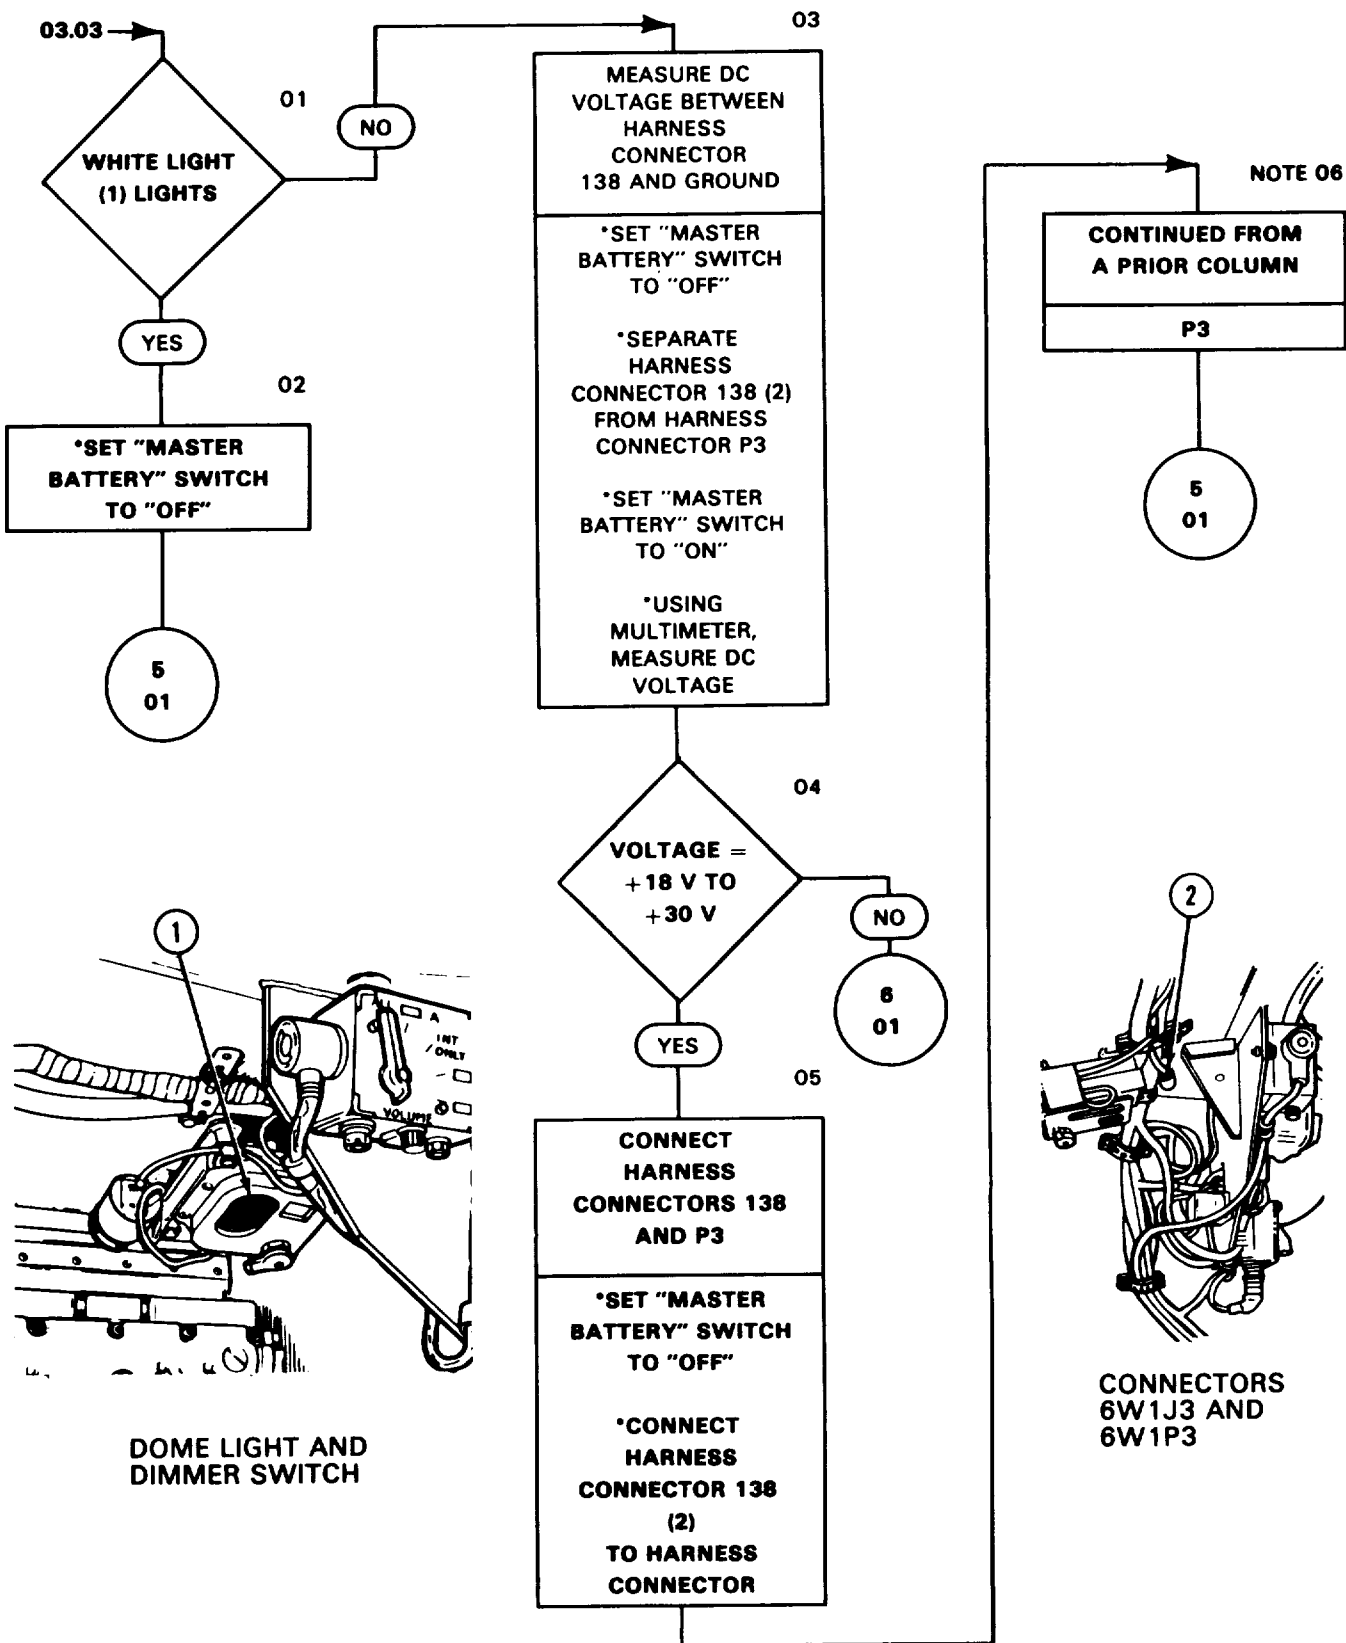 03.03
01
WHITE LIGHT
(1) LIGHTS
NO
YES
02
*SET "MASTER
BATTERY" SWITCH
TO "OFF"
5
01
03
MEASURE DC
VOLTAGE BETWEEN
HARNESS
CONNECTOR
138 AND GROUND
*SET "MASTER
BATTERY" SWITCH
TO "OFF"
*SEPARATE
HARNESS
CONNECTOR 138 (2)
FROM HARNESS
CONNECTOR P3
*SET "MASTER
BATTERY" SWITCH
TO "ON"
*USING
MULTIMETER,
MEASURE DC
VOLTAGE
04
VOLTAGE =
+18 V TO
+30 V
NO
6
01
YES
05
CONNECT
HARNESS
CONNECTORS 138
AND P3
*SET "MASTER
BATTERY" SWITCH
TO "OFF"
*CONNECT
HARNESS
CONNECTOR 138
(2)
TO HARNESS
CONNECTOR
NOTE 06
CONTINUED FROM
A PRIOR COLUMN
P3
5
01
1
A
INT
ONLY
VOLUME
DOME LIGHT AND
DIMMER SWITCH
2
CONNECTORS
6W1J3 AND
6W1P3